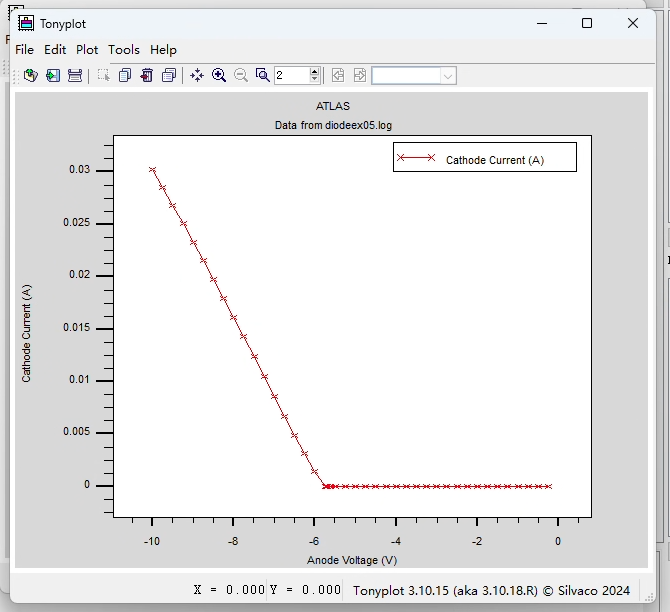 Tonyplot
File Edit Plot Tools Help
2
ATLAS
Data from diodeex05.log
Cathode Current (A)
0.03
0.025
0.02
0.015
0.01
0.005
0
Cathode Current (A)
-10 -8 -6 -4 -2 0
Anode Voltage (V)
X = 0.000 Y = 0.000 Tonyplot 3.10.15 (aka 3.10.18.R) © Silvaco 2024